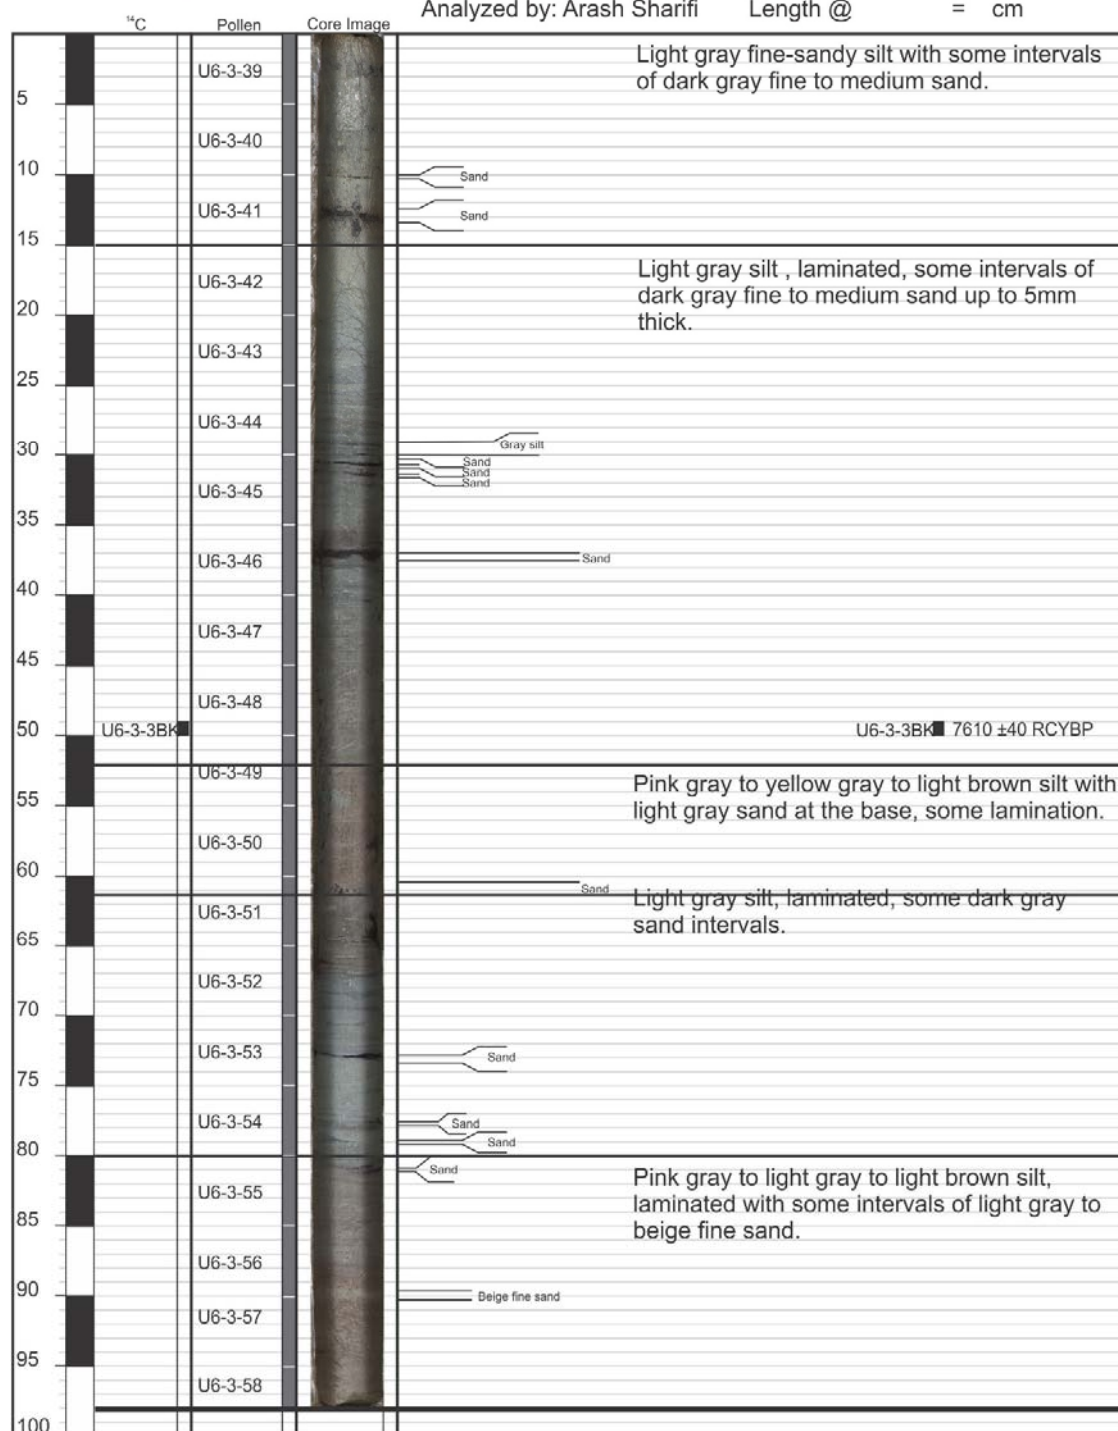 Analyzed by: Arash Sharifi Length @ = cm
¹⁴C Pollen Core Image
U6-3-39
Light gray fine-sandy silt with some intervals
of dark gray fine to medium sand.
5
U6-3-40
10
Sand
U6-3-41
Sand
15
Light gray silt , laminated, some intervals of
dark gray fine to medium sand up to 5mm
thick.
U6-3-42
20
U6-3-43
25
U6-3-44
Gray silt
30
Sand
Sand
Sand
U6-3-45
35
U6-3-46
Sand
40
U6-3-47
45
U6-3-48
50
U6-3-3BK
U6-3-3BK 7610 ±40 RCYBP
U6-3-49
Pink gray to yellow gray to light brown silt with
light gray sand at the base, some lamination.
55
U6-3-50
60
Sand
Light gray silt, laminated, some dark gray
sand intervals.
U6-3-51
65
U6-3-52
70
U6-3-53
Sand
75
U6-3-54
Sand
Sand
80
Sand
Pink gray to light gray to light brown silt,
laminated with some intervals of light gray to
beige fine sand.
U6-3-55
85
U6-3-56
90
Beige fine sand
U6-3-57
95
U6-3-58
100